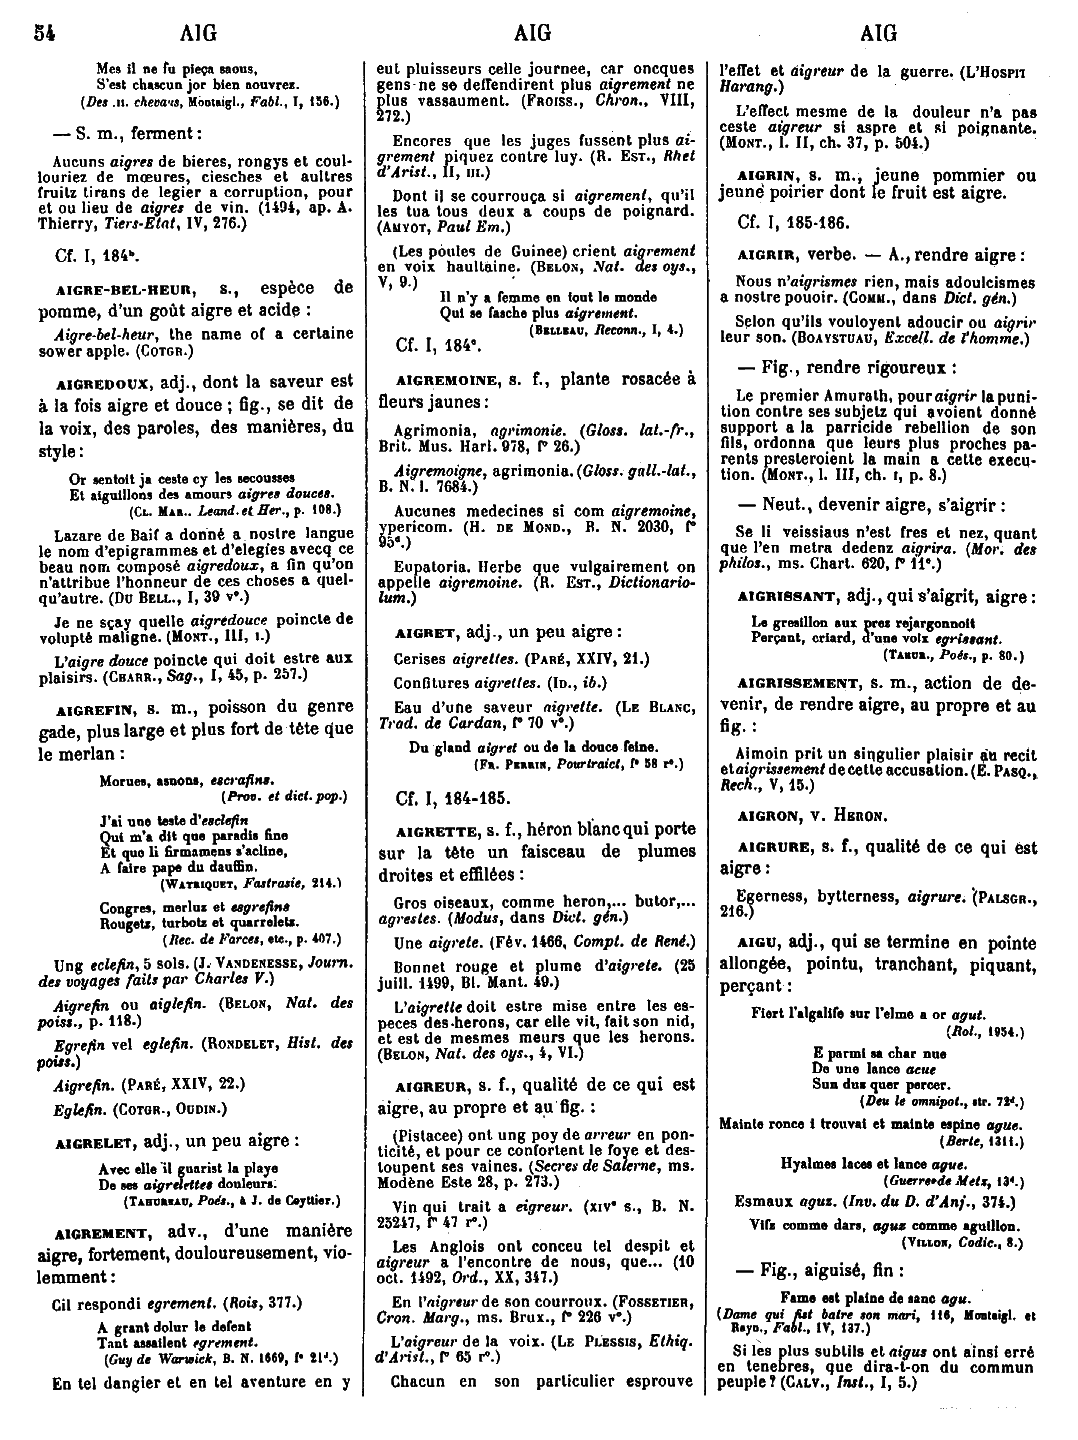 54 AIG AIG AIG
Mes il ne fu pieça saous,
S'est chascun jor bien nouvrez.
(Des .II. chevaus, Montaigl., Fabl., I, 156.)
— S. m., ferment :
Aucuns aigres de bieres, rongys et coul-
louriez de mœures, ciesches et aultres
fruitz tirans de legier a corruption, pour
et ou lieu de aigres de vin. (1494, ap. A.
Thierry, Tiers-Etat, IV, 276.)
Cf. I, 184ᵇ.
AIGRE-BEL-HEUR, s., espèce de
pomme, d'un goût aigre et acide :
Aigre-bel-heur, the name of a certaine
sower apple. (COTGR.)
AIGREDOUX, adj., dont la saveur est
à la fois aigre et douce ; fig., se dit de
la voix, des paroles, des manières, du
style :
Or sentoit ja ceste cy les secousses
Et aiguillons des amours aigres douces.
(CL. MAR.. Leand. et Her., p. 108.)
Lazare de Baif a donné a nostre langue
le nom d'epigrammes et d'elegies avecq ce
beau nom composé aigredoux, a fin qu'on
n'attribue l'honneur de ces choses a quel-
qu'autre. (DU BELL., I, 39 v°.)
Je ne sçay quelle aigredouce poincte de
volupté maligne. (MONT., III, I.)
L'aigre douce poincte qui doit estre aux
plaisirs. (CHARR., Sag., I, 45, p. 257.)
AIGREFIN, s. m., poisson du genre
gade, plus large et plus fort de tête que
le merlan :
Morues, asnons, escrafins.
(Prov. et dict. pop.)
J'ai une teste d'esclefin
Qui m'a dit que paradis fine
Et que li firmamens s'acline,
A faire pape du dauffin.
(WATRIQUET, Fastrasie, 214.)
Congres, merluz et esgrefins
Rougetz, turbotz et quarreletz.
(Rec. de Farces, etc., p. 407.)
Ung eclefin, 5 sols. (J. VANDENESSE, Journ.
des voyages faits par Charles V.)
Aigrefin ou aiglefin. (BELON, Nat. des
poiss., p. 118.)
Egrefin vel eglefin. (RONDELET, Hist. des
poiss.)
Aigrefin. (PARÉ, XXIV, 22.)
Eglefin. (COTGR., OUDIN.)
AIGRELET, adj., un peu aigre :
Avec elle il guarist la playe
De ses aigrelettes douleurs.
(TAHUREAU, Poés., à J. de Coyttier.)
AIGREMENT, adv., d'une manière
aigre, fortement, douloureusement, vio-
lemment :
Cil respondi egrement. (Rois, 377.)
A grant dolur le defent
Tant assailent egrement.
(Guy de Warwick, B. N. 1669, f° 21ᵈ.)
En tel dangier et en tel aventure en y
eut pluisseurs celle journee, car oncques
gens ne se deffendirent plus aigrement ne
plus vassaument. (FROISS., Chron., VIII,
272.)
Encores que les juges fussent plus ai-
grement piquez contre luy. (R. EST., Rhet
d'Arist., II, III.)
Dont il se courrouça si aigrement, qu'il
les tua tous deux a coups de poignard.
(AMYOT, Paul Em.)
(Les poules de Guinee) crient aigrement
en voix haultaine. (BELON, Nat. des oys.,
V, 9.)
Il n'y a femme en tout le monde
Qui se fasche plus aigrement.
(BELLEAU, Reconn., I, 4.)
Cf. I, 184ᶜ.
AIGREMOINE, s. f., plante rosacée à
fleurs jaunes :
Agrimonia, agrimonie. (Gloss. lat.-fr.,
Brit. Mus. Harl. 978, f° 26.)
Aigremoigne, agrimonia. (Gloss. gall.-lat.,
B. N. l. 7684.)
Aucunes medecines si com aigremoine,
ypericom. (H. DE MOND., B. N. 2030, f°
95ᵈ.)
Eupatoria. Herbe que vulgairement on
appelle aigremoine. (R. EST., Dictionario-
lum.)
AIGRET, adj., un peu aigre :
Cerises aigrettes. (PARÉ, XXIV, 21.)
Confitures aigrettes. (ID., ib.)
Eau d'une saveur aigrette. (LE BLANC,
Trad. de Cardan, f° 70 v°.)
Du gland aigret ou de la douce feine.
(FR. PERRIN, Pourtraict, f° 58 r°.)
Cf. I, 184-185.
AIGRETTE, s. f., héron blanc qui porte
sur la tête un faisceau de plumes
droites et effilées :
Gros oiseaux, comme heron,... butor,...
agrestes. (Modus, dans Dict. gén.)
Une aigrete. (Fév. 1466, Compt. de René.)
Bonnet rouge et plume d'aigrete. (25
juill. 1499, Bl. Mant. 49.)
L'aigrette doit estre mise entre les es-
peces des herons, car elle vit, fait son nid,
et est de mesmes meurs que les herons.
(BELON, Nat. des oys., 4, VI.)
AIGREUR, s. f., qualité de ce qui est
aigre, au propre et au fig. :
(Pistacee) ont ung poy de arreur en pon-
ticité, et pour ce confortent le foye et des-
toupent ses vaines. (Secres de Salerne, ms.
Modène Este 28, p. 273.)
Vin qui trait a eigreur. (XIVᵉ s., B. N.
25247, f° 47 r°.)
Les Anglois ont conceu tel despit et
aigreur a l'encontre de nous, que... (10
oct. 1492, Ord., XX, 347.)
En l'aigreur de son courroux. (FOSSETIER,
Cron. Marg., ms. Brux., f° 226 v°.)
L'aigreur de la voix. (LE PLESSIS, Ethiq.
d'Arist., f° 65 r°.)
Chacun en son particulier esprouve
l'effet et aigreur de la guerre. (L'HOSPIT
Harang.)
L'effect mesme de la douleur n'a pas
ceste aigreur si aspre et si poignante.
(MONT., l. II, ch. 37, p. 504.)
AIGRIN, s. m., jeune pommier ou
jeune poirier dont le fruit est aigre.
Cf. I, 185-186.
AIGRIR, verbe. — A., rendre aigre :
Nous n'aigrismes rien, mais adoulcismes
a nostre pouoir. (COMM., dans Dict. gén.)
Selon qu'ils vouloyent adoucir ou aigrir
leur son. (BOAYSTUAU, Excell. de l'homme.)
— Fig., rendre rigoureux :
Le premier Amurath, pour aigrir la puni-
tion contre ses subjetz qui avoient donné
support a la parricide rebellion de son
fils, ordonna que leurs plus proches pa-
rents presteroient la main a cette execu-
tion. (MONT., l. III, ch. I, p. 8.)
— Neut., devenir aigre, s'aigrir :
Se li veissiaus n'est fres et nez, quant
que l'en metra dedenz aigrira. (Mor. des
philos., ms. Chart. 620, f° 11ᶜ.)
AIGRISSANT, adj., qui s'aigrit, aigre :
Le gresillon aux prez rejargonnoit
Perçant, criard, d'une voix egrissant.
(TAHUR., Poés., p. 80.)
AIGRISSEMENT, s. m., action de de-
venir, de rendre aigre, au propre et au
fig. :
Aimoin prit un singulier plaisir au recit
et aigrissement de cette accusation. (E. PASQ.,
Rech., V, 15.)
AIGRON, v. HERON.
AIGRURE, s. f., qualité de ce qui est
aigre :
Egerness, bytterness, aigrure. (PALSGR.,
216.)
AIGU, adj., qui se termine en pointe
allongée, pointu, tranchant, piquant,
perçant :
Fiert l'algalife sur l'elme a or agut.
(Rol., 1954.)
E parmi sa char nue
De une lance acue
Sun duz quer percer.
(Deu le omnipot., str. 72ᵈ.)
Mainte ronce i trouvai et mainte espine ague.
(Berte, 1311.)
Hyalmes laces et lance ague.
(Guerre de Metz, 13ᵈ.)
Esmaux aguz. (Inv. du D. d'Anj., 374.)
Vifs comme dars, aguz comme aguillon.
(VILLON, Codic., 8.)
— Fig., aiguisé, fin :
Fame est plaine de sanc agu.
(Dame qui fist batre son mari, 116, Montaigl. et
Rayn., Fabl., IV, 137.)
Si les plus subtils et aigus ont ainsi erré
en tenebres, que dira-t-on du commun
peuple ? (CALV., Inst., I, 5.)